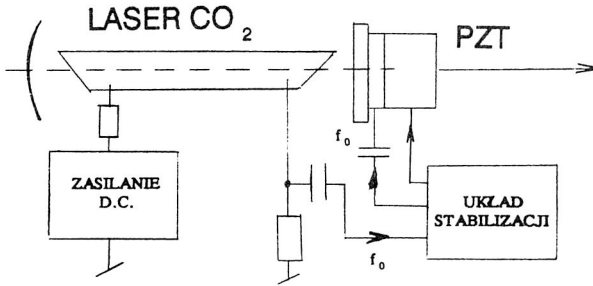 LASER CO2
PZT
f0
ZASILANIE
D.C.
UKŁAD
STABILIZACJI
f0